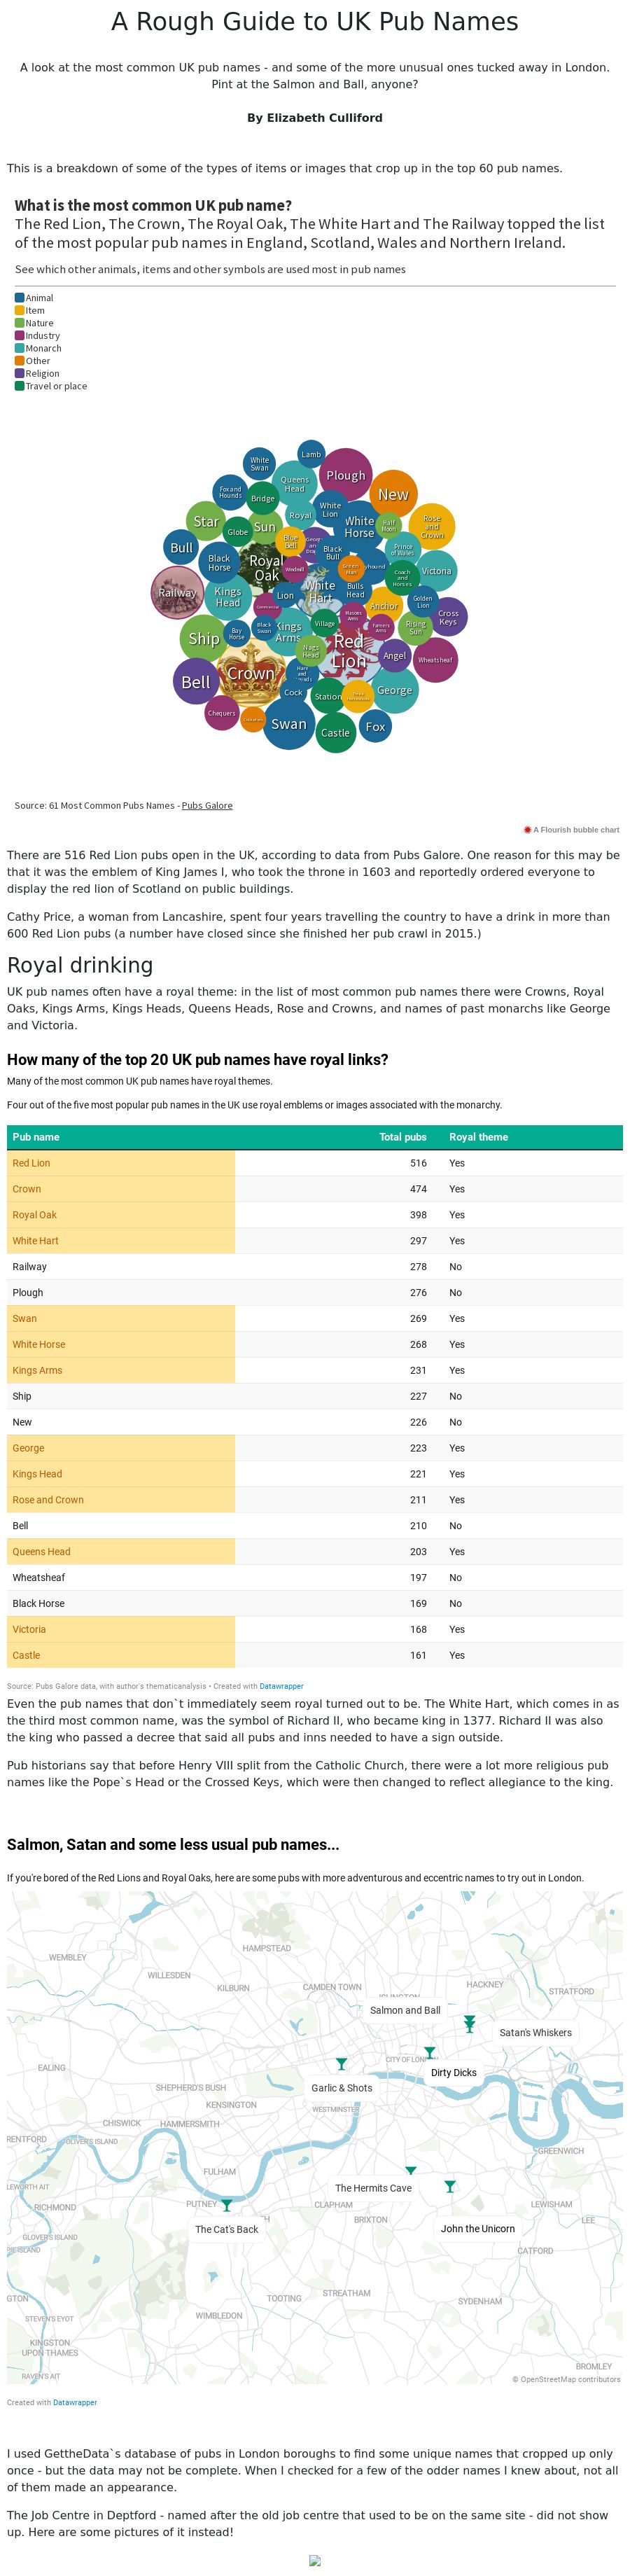 A Rough Guide to UK Pub Names
A look at the most common UK pub names - and some of the more unusual ones tucked away in London.
Pint at the Salmon and Ball, anyone?
By Elizabeth Culliford
This is a breakdown of some of the types of items or images that crop up in the top 60 pub names.
What is the most common UK pub name?
The Red Lion, The Crown, The Royal Oak, The White Hart and The Railway topped the list
of the most popular pub names in England, Scotland, Wales and Northern Ireland.
See which other animals, items and other symbols are used most in pub names
Animal
Item
Nature
Industry
Monarch
Other
Religion
Travel or place
Lamb
White
Swan
Plough
Queens
Head
Fox and
Hounds
New
Bridge
White
Lion
Royal
Star
White
Horse
Half
Moon
Rose
and
Crown
Sun
Globe
Blue
Bell
Bull
Black
Bull
Prince
of Wales
Black
Horse
Royal
Oak
Green
Man
Victoria
Coach
and
Horses
Railway
Kings
Head
White
Hart
Bulls
Head
Lion
Anchor
Golden
Lion
Masons
Arms
Cross
Keys
Village
Farmers
Arms
Rising
Sun
Ship
Bay
Horse
Black
Swan
Kings
Arms
Red
Lion
Nags
Head
Angel
Wheatsheaf
Crown
Bell
Cock
Station
George
Chequers
Swan
Castle
Fox
Source: 61 Most Common Pubs Names - Pubs Galore
A Flourish bubble chart
There are 516 Red Lion pubs open in the UK, according to data from Pubs Galore. One reason for this may be
that it was the emblem of King James I, who took the throne in 1603 and reportedly ordered everyone to
display the red lion of Scotland on public buildings.
Cathy Price, a woman from Lancashire, spent four years travelling the country to have a drink in more than
600 Red Lion pubs (a number have closed since she finished her pub crawl in 2015.)
Royal drinking
UK pub names often have a royal theme: in the list of most common pub names there were Crowns, Royal
Oaks, Kings Arms, Kings Heads, Queens Heads, Rose and Crowns, and names of past monarchs like George
and Victoria.
How many of the top 20 UK pub names have royal links?
Many of the most common UK pub names have royal themes.
Four out of the five most popular pub names in the UK use royal emblems or images associated with the monarchy.
Pub name Total pubs Royal theme
Red Lion 516 Yes
Crown 474 Yes
Royal Oak 398 Yes
White Hart 297 Yes
Railway 278 No
Plough 276 No
Swan 269 Yes
White Horse 268 Yes
Kings Arms 231 Yes
Ship 227 No
New 226 No
George 223 Yes
Kings Head 221 Yes
Rose and Crown 211 Yes
Bell 210 No
Queens Head 203 Yes
Wheatsheaf 197 No
Black Horse 169 No
Victoria 168 Yes
Castle 161 Yes
Source: Pubs Galore data, with author's thematicanalysis • Created with Datawrapper
Even the pub names that don`t immediately seem royal turned out to be. The White Hart, which comes in as
the third most common name, was the symbol of Richard II, who became king in 1377. Richard II was also
the king who passed a decree that said all pubs and inns needed to have a sign outside.
Pub historians say that before Henry VIII split from the Catholic Church, there were a lot more religious pub
names like the Pope`s Head or the Crossed Keys, which were then changed to reflect allegiance to the king.
Salmon, Satan and some less usual pub names...
If you're bored of the Red Lions and Royal Oaks, here are some pubs with more adventurous and eccentric names to try out in London.
HAMPSTEAD
WEMBLEY
WILLESDEN
KILBURN
CAMDEN TOWN
HACKNEY
STRATFORD
Salmon and Ball
Satan's Whiskers
EALING
Dirty Dicks
SHEPHERD'S BUSH
Garlic & Shots
KENSINGTON
WESTMINSTER
CHISWICK
HAMMERSMITH
OLIVER'S ISLAND
GREENWICH
FULHAM
The Hermits Cave
RICHMOND
PUTNEY
CLAPHAM
LEWISHAM
BRIXTON
LEE
The Cat's Back
John the Unicorn
GLOVER'S ISLAND
CATFORD
TOOTING
STREATHAM
SYDENHAM
WIMBLEDON
STEVEN'S EYOT
KINGSTON
UPON THAMES
RAVEN'S AIT
BROMLEY
© OpenStreetMap contributors
Created with Datawrapper
I used GettheData`s database of pubs in London boroughs to find some unique names that cropped up only
once - but the data may not be complete. When I checked for a few of the odder names I knew about, not all
of them made an appearance.
The Job Centre in Deptford - named after the old job centre that used to be on the same site - did not show
up. Here are some pictures of it instead!